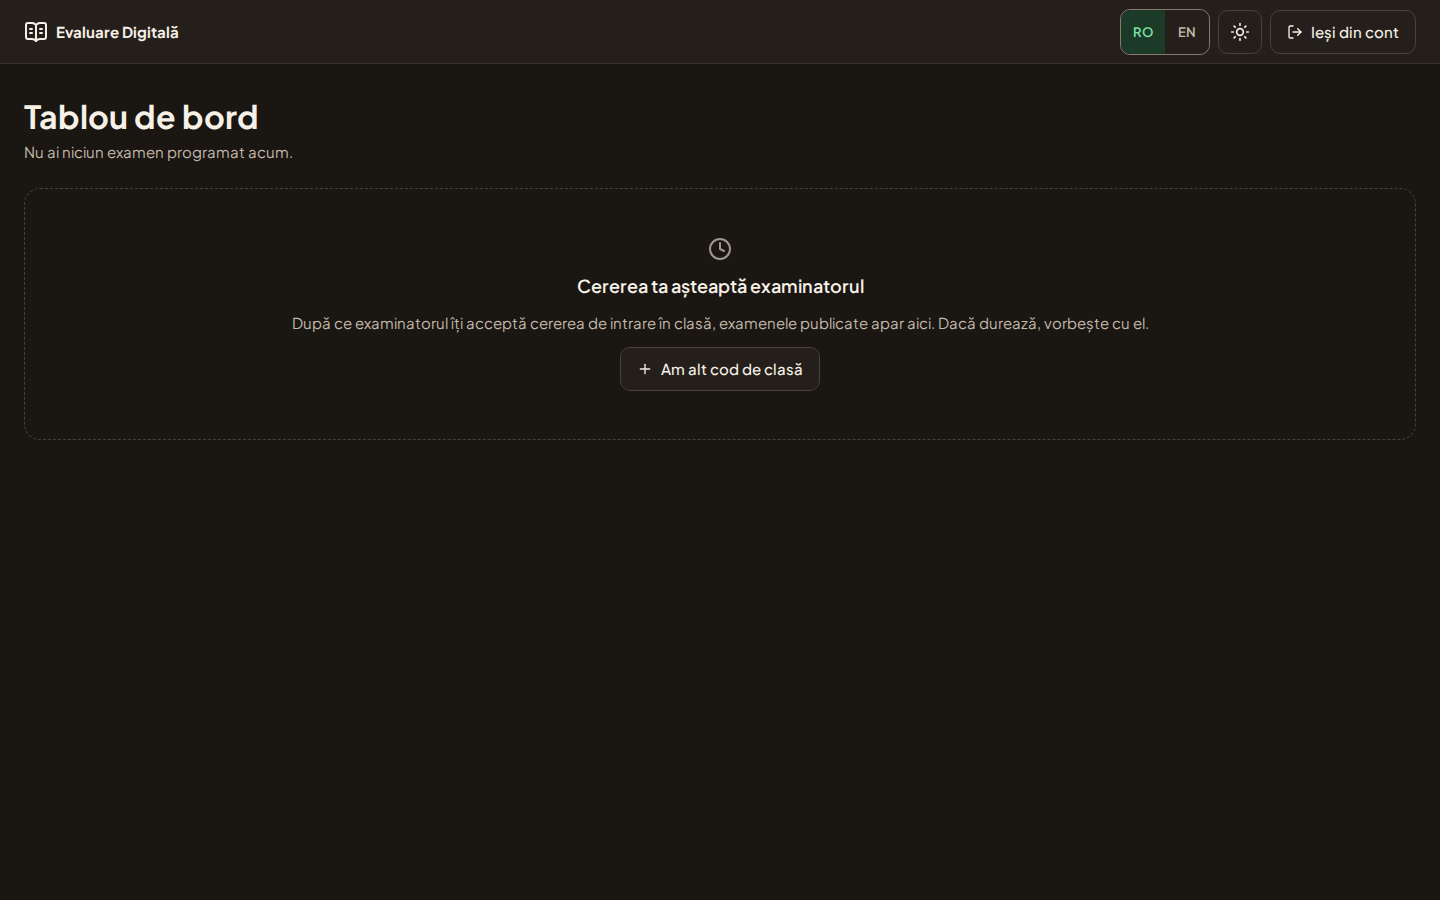 Evaluare Digitală
RO EN
Ieși din cont
Tablou de bord
Nu ai niciun examen programat acum.
Cererea ta așteaptă examinatorul
După ce examinatorul îți acceptă cererea de intrare în clasă, examenele publicate apar aici. Dacă durează, vorbește cu el.
Am alt cod de clasă